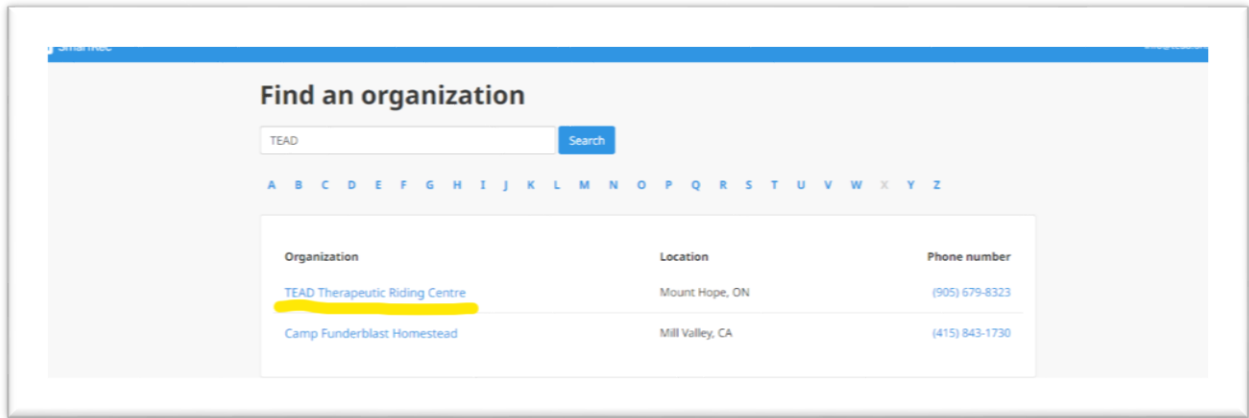 SmartRec
Find an organization
TEAD
Search
A B C D E F G H I J K L M N O P Q R S T U V W X Y Z
Organization Location Phone number
TEAD Therapeutic Riding Centre Mount Hope, ON (905) 679-8323
Camp Funderblast Homestead Mill Valley, CA (415) 843-1730